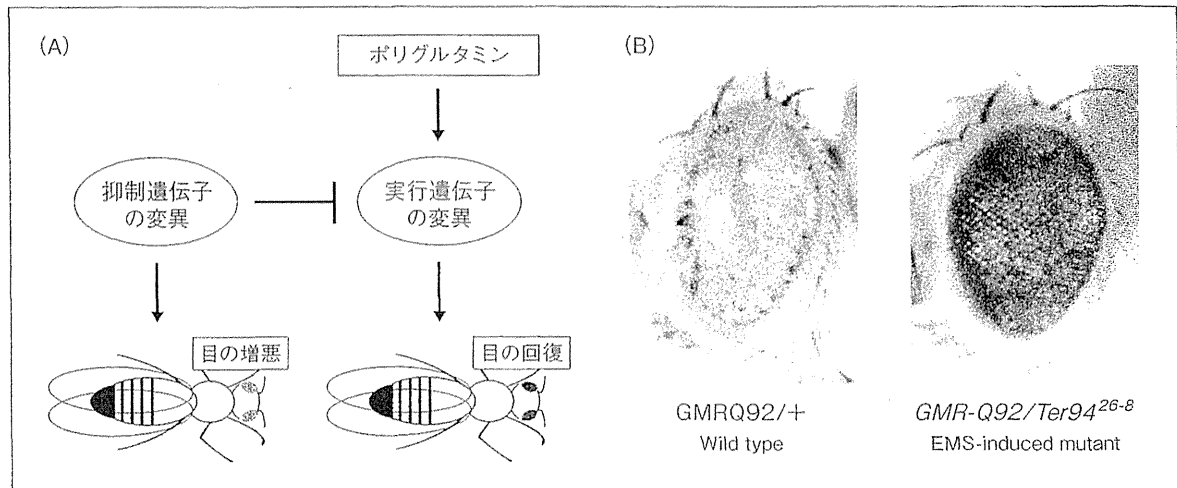 (A)
ポリグルタミン
抑制遺伝子
の変異
実行遺伝子
の変異
目の増悪
目の回復
(B)
GMRQ92/+
Wild type
GMR-Q92/Ter94²⁶⁻⁸
EMS-induced mutant